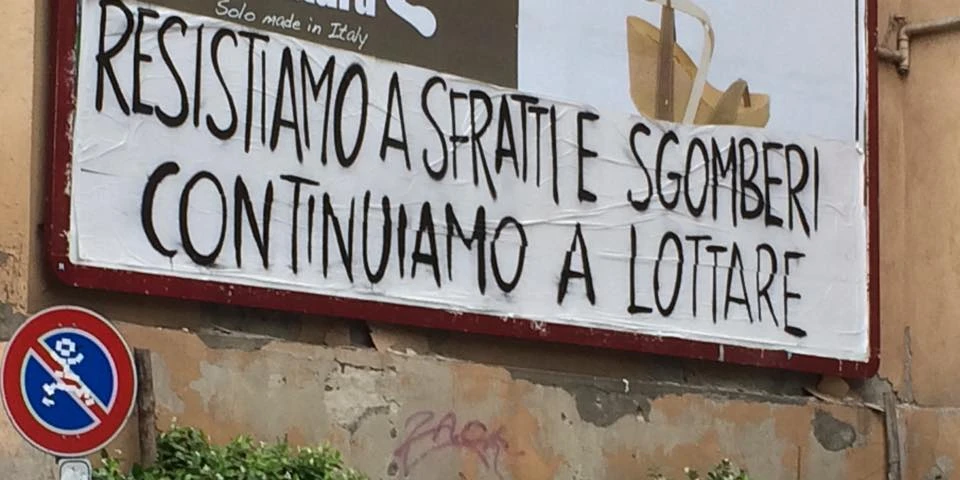 Solo made in Italy
RESISTIAMO A SFRATTI E SGOMBERI
CONTINUIAMO A LOTTARE